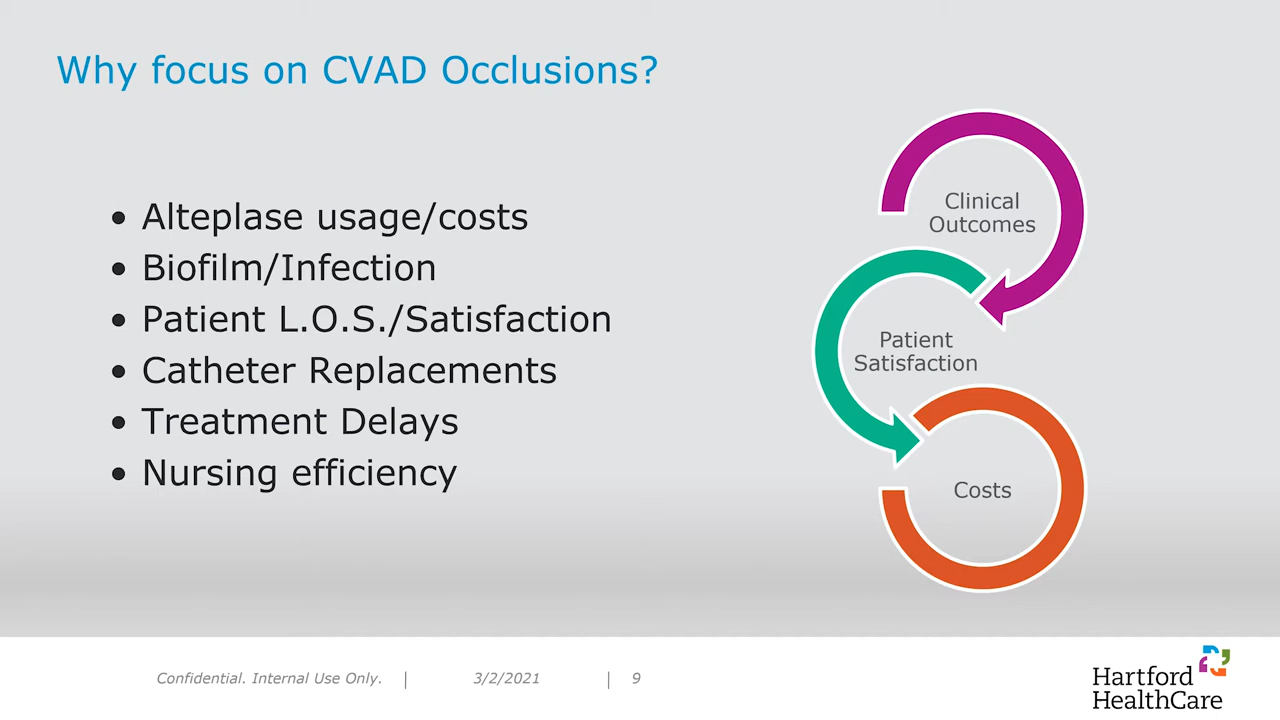 Why focus on CVAD Occlusions?
• Alteplase usage/costs
• Biofilm/Infection
• Patient L.O.S./Satisfaction
• Catheter Replacements
• Treatment Delays
• Nursing efficiency
Clinical
Outcomes
Patient
Satisfaction
Costs
Confidential. Internal Use Only. | 3/2/2021 | 9
Hartford
HealthCare